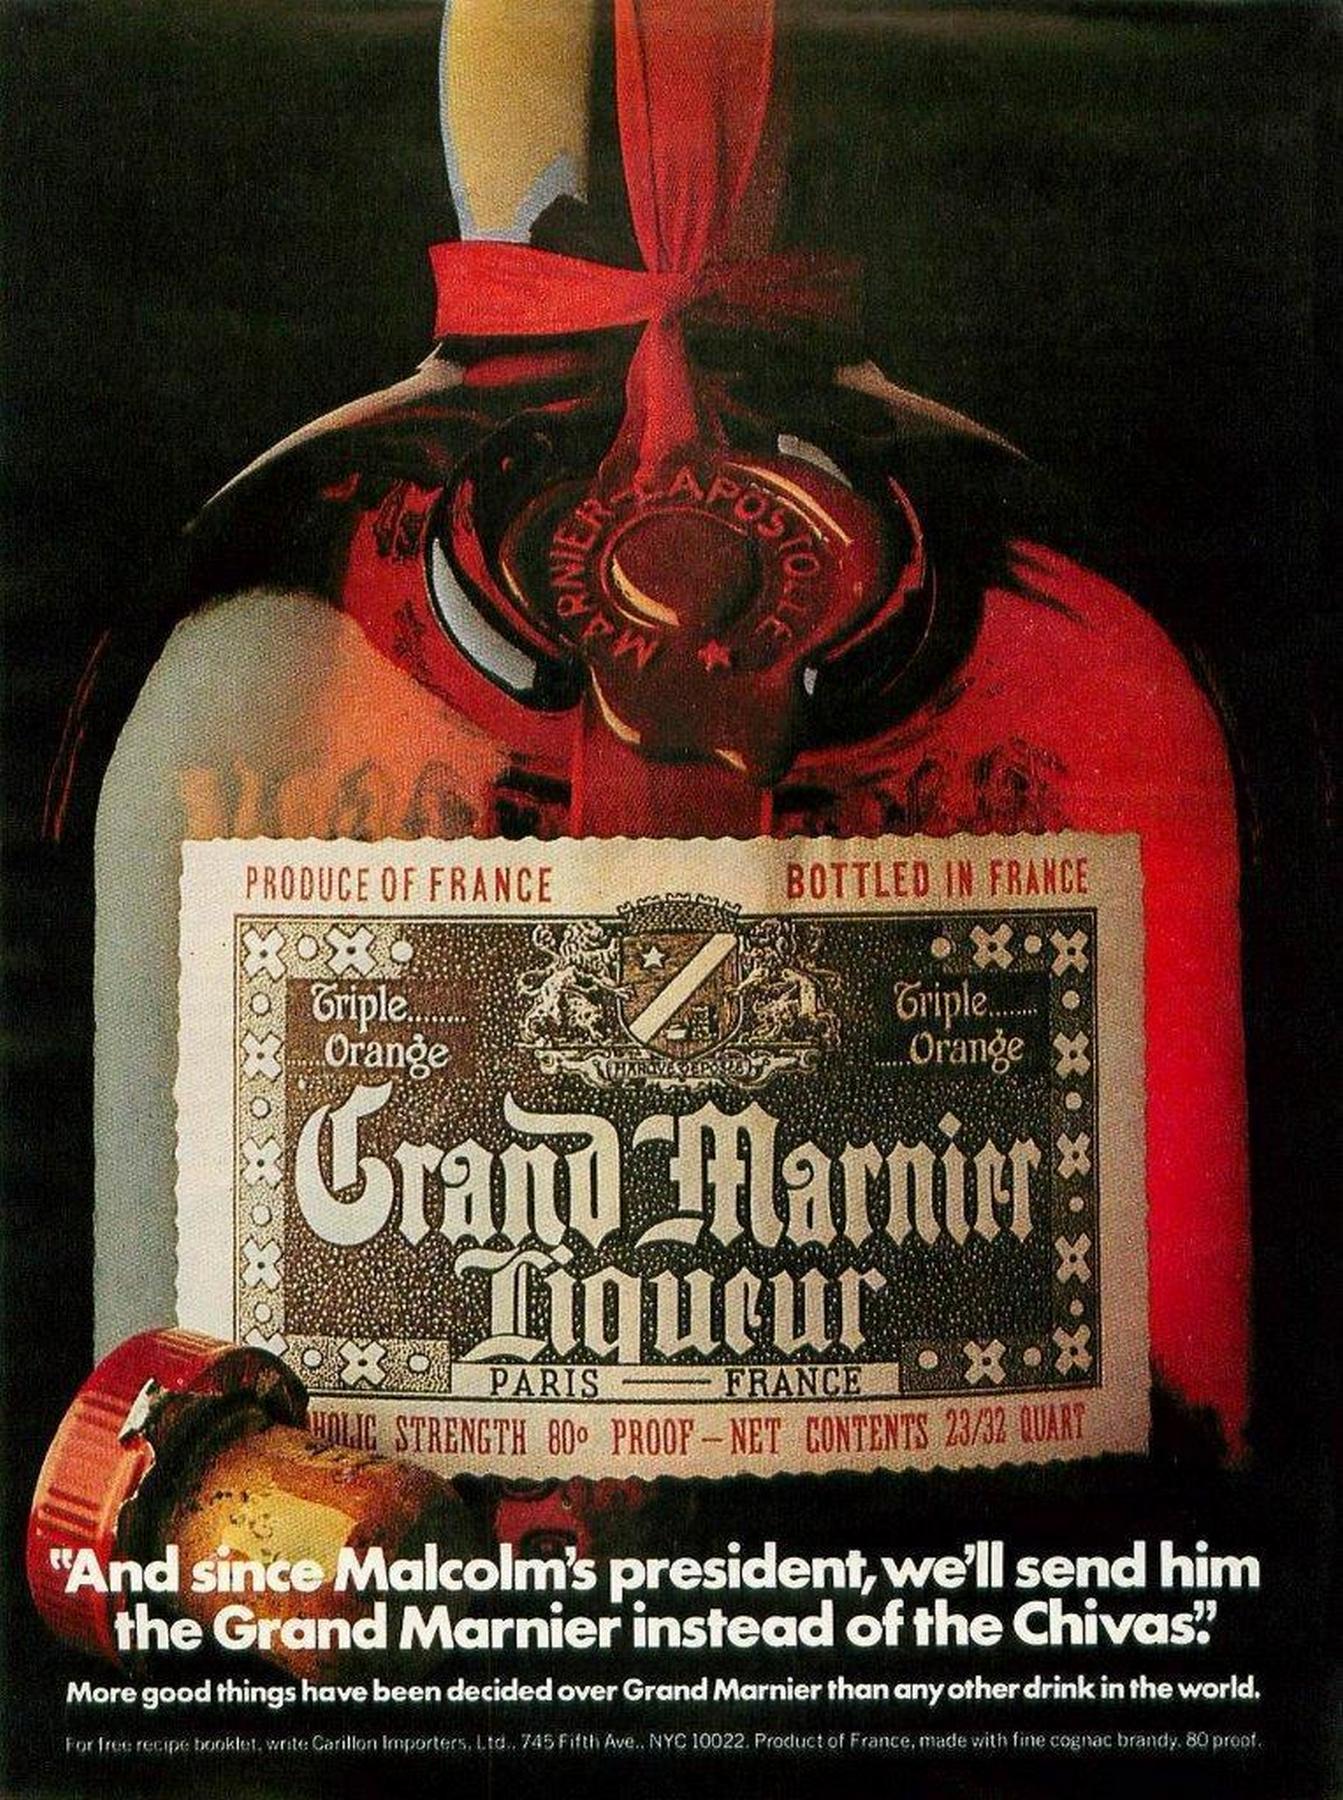 MARNIER-LAPOSTOLLE
PRODUCE OF FRANCE
BOTTLED IN FRANCE
Triple........
.....Orange
Triple.......
.....Orange
MARQUE DEPOSÉE
Grand Marnier
Liqueur
PARIS — FRANCE
HOLIC STRENGTH 80º PROOF – NET CONTENTS 23/32 QUART
“And since Malcolm’s president, we’ll send him
the Grand Marnier instead of the Chivas.”
More good things have been decided over Grand Marnier than any other drink in the world.
For free recipe booklet, write Carillon Importers, Ltd., 745 Fifth Ave., NYC 10022. Product of France, made with fine cognac brandy. 80 proof.